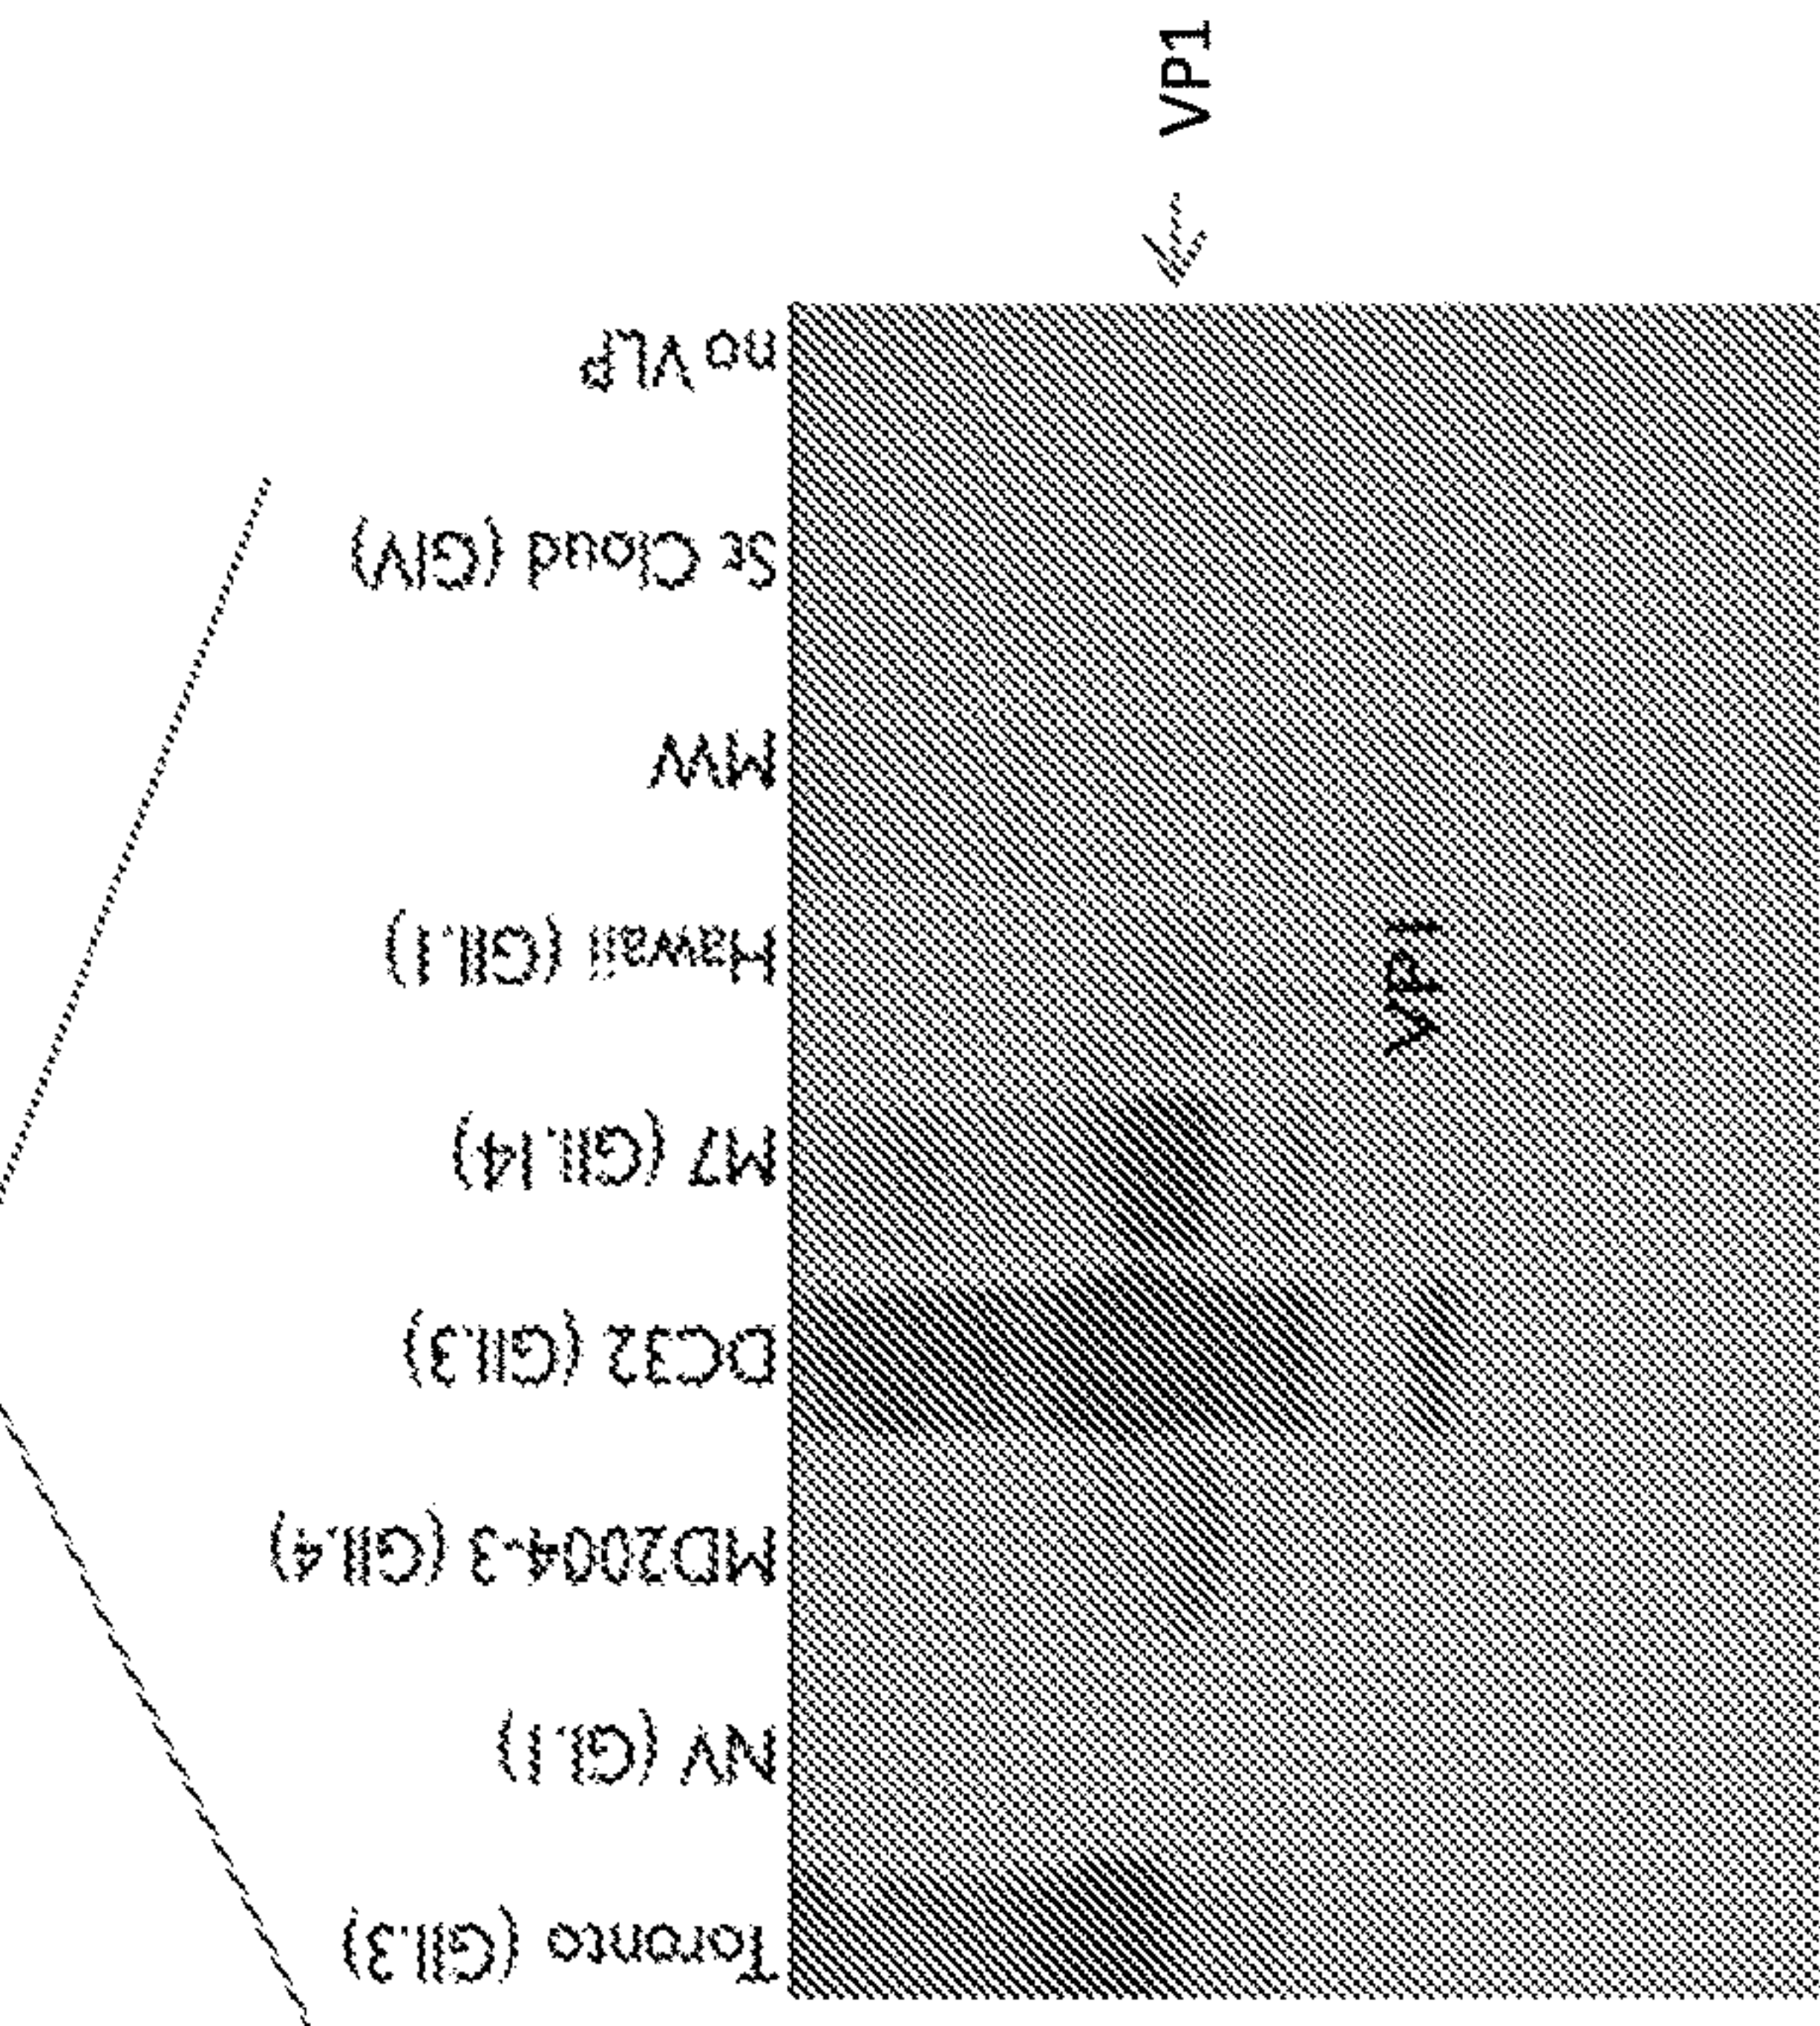 VP1
no VLP
St Cloud (GIV)
MW
Hawaii (GII.1)
VP1
M7 (GII.14)
DC32 (GII.3)
MD2004-3 (GII.4)
NV (GI.1)
Toronto (GII.3)